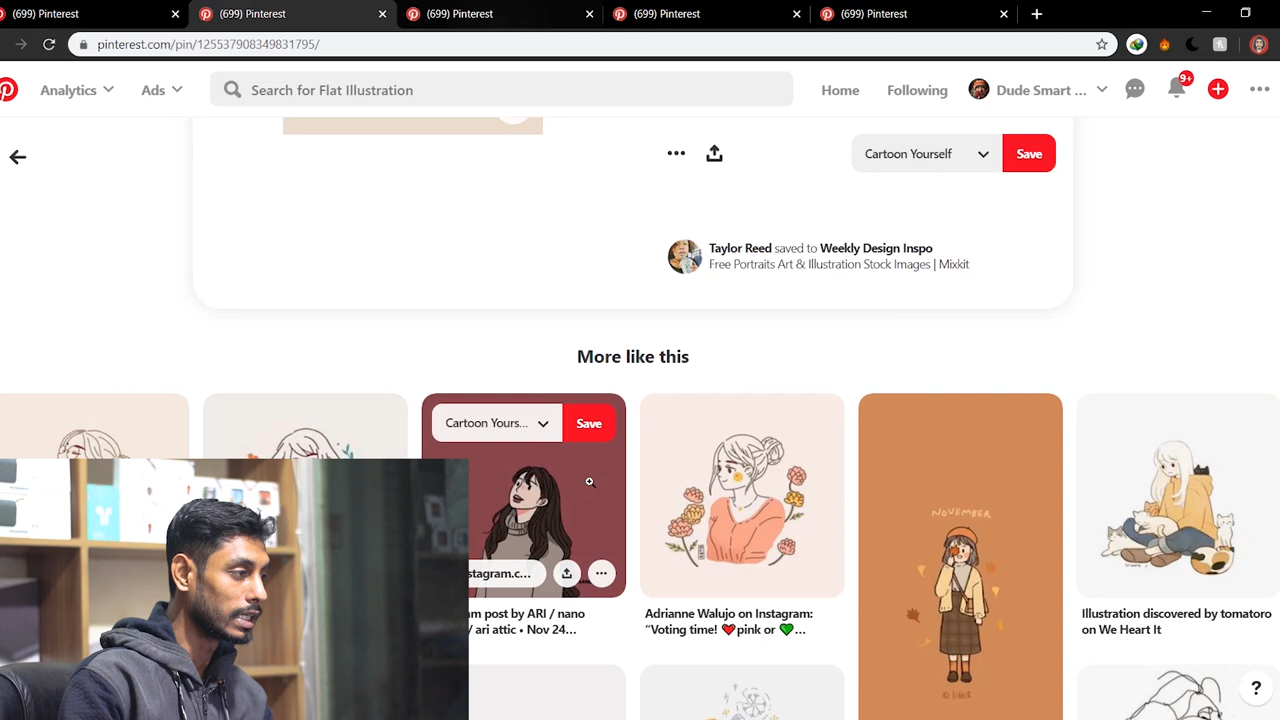 (699) Pinterest
(699) Pinterest
(699) Pinterest
(699) Pinterest
(699) Pinterest
pinterest.com/pin/125537908349831795/
Analytics
Ads
Search for Flat Illustration
Home
Following
Dude Smart ...
9+
Cartoon Yourself
Save
Taylor Reed saved to Weekly Design Inspo
Free Portraits Art & Illustration Stock Images | Mixkit
More like this
Cartoon Yours...
Save
NOVEMBER
stagram.c...
am post by ARI / nano
/ ari attic • Nov 24...
Adrianne Walujo on Instagram:
"Voting time! ❤️pink or 💚...
Illustration discovered by tomatoro
on We Heart It
?